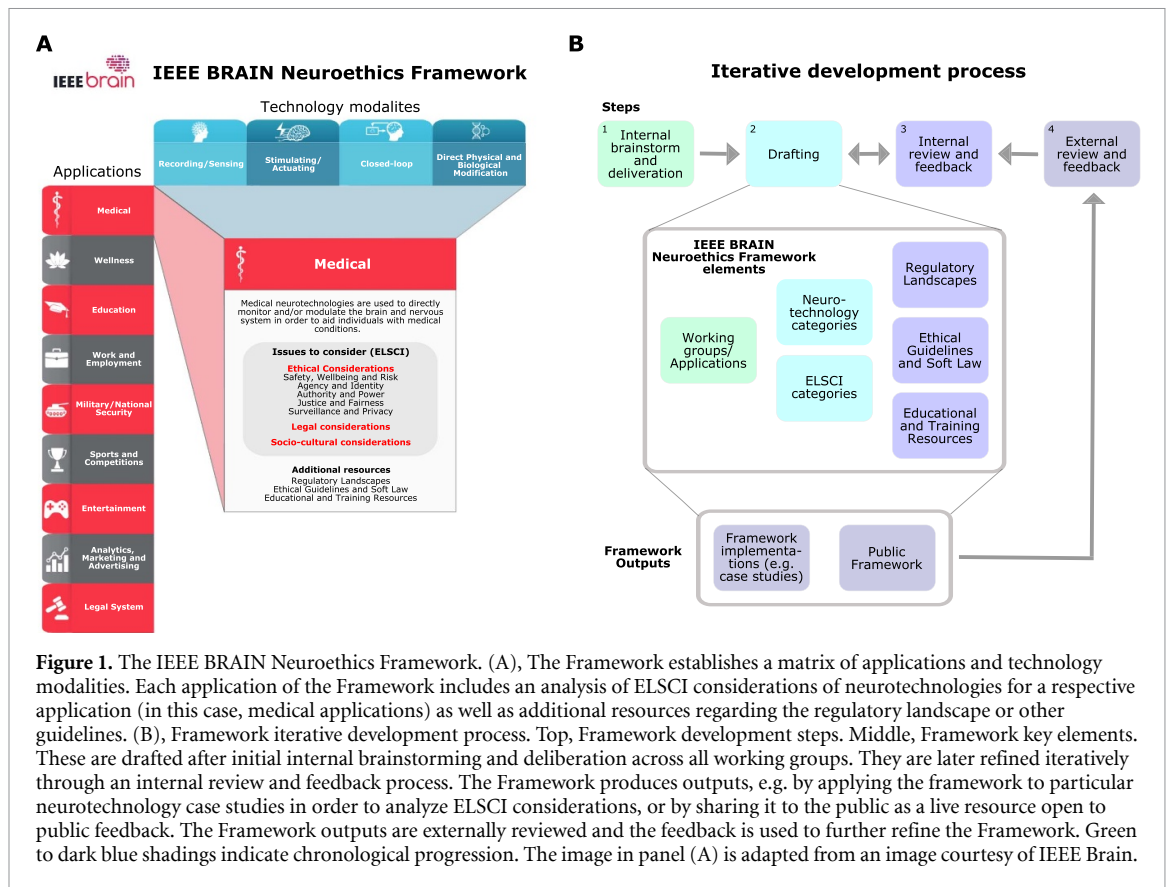 A
IEEE brain
IEEE BRAIN Neuroethics Framework
Technology modalites
Recording/Sensing
Stimulating/
Actuating
Closed-loop
Direct Physical and
Biological
Modification
Applications
Medical
Wellness
Education
Work and
Employment
Military/National
Security
Sports and
Competitions
Entertainment
Analytics,
Marketing and
Advertising
Legal System
Medical
Medical neurotechnologies are used to directly
monitor and/or modulate the brain and nervous
system in order to aid individuals with medical
conditions.
Issues to consider (ELSCI)
Ethical Considerations
Safety, Wellbeing and Risk
Agency and Identity
Authority and Power
Justice and Fairness
Surveillance and Privacy
Legal considerations
Socio-cultural considerations
Additional resources
Regulatory Landscapes
Ethical Guidelines and Soft Law
Educational and Training Resources
B
Iterative development process
Steps
1
Internal
brainstorm
and
deliveration
2
Drafting
3
Internal
review and
feedback
4
External
review and
feedback
IEEE BRAIN
Neuroethics Framework
elements
Working
groups/
Applications
Neuro-
technology
categories
ELSCI
categories
Regulatory
Landscapes
Ethical
Guidelines
and Soft Law
Educational
and Training
Resources
Framework
Outputs
Framework
implementa-
tions (e.g.
case studies)
Public
Framework
Figure 1. The IEEE BRAIN Neuroethics Framework. (A), The Framework establishes a matrix of applications and technology
modalities. Each application of the Framework includes an analysis of ELSCI considerations of neurotechnologies for a respective
application (in this case, medical applications) as well as additional resources regarding the regulatory landscape or other
guidelines. (B), Framework iterative development process. Top, Framework development steps. Middle, Framework key elements.
These are drafted after initial internal brainstorming and deliberation across all working groups. They are later refined iteratively
through an internal review and feedback process. The Framework produces outputs, e.g. by applying the framework to particular
neurotechnology case studies in order to analyze ELSCI considerations, or by sharing it to the public as a live resource open to
public feedback. The Framework outputs are externally reviewed and the feedback is used to further refine the Framework. Green
to dark blue shadings indicate chronological progression. The image in panel (A) is adapted from an image courtesy of IEEE Brain.